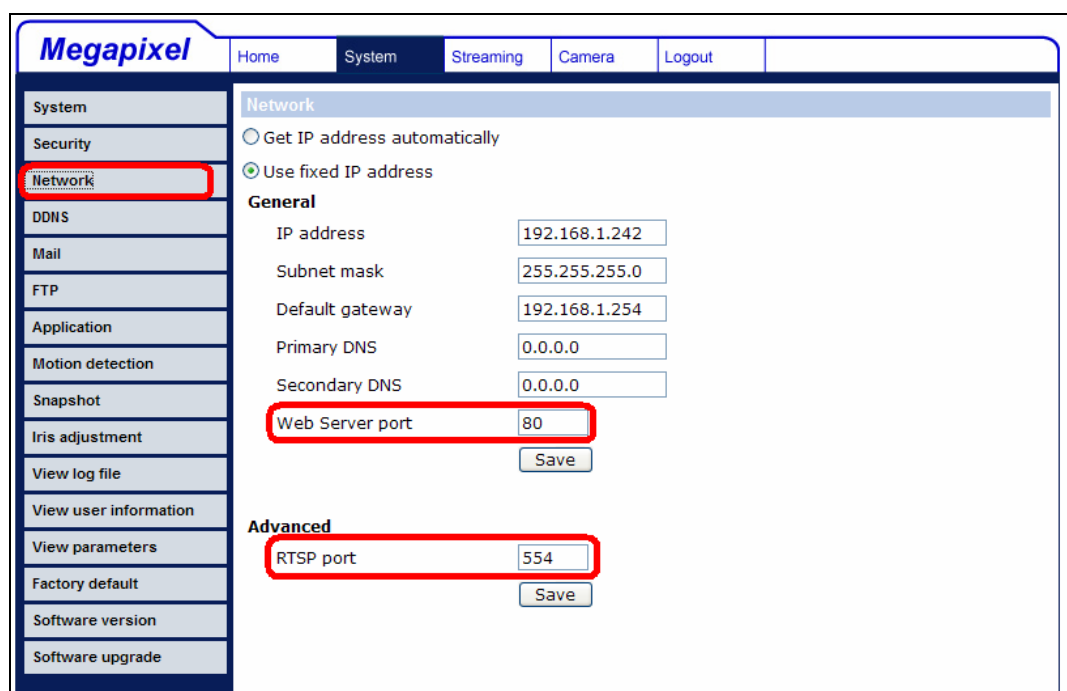 Megapixel
Home System Streaming Camera Logout
System
Security
Network
DDNS
Mail
FTP
Application
Motion detection
Snapshot
Iris adjustment
View log file
View user information
View parameters
Factory default
Software version
Software upgrade
Network
Get IP address automatically
Use fixed IP address
General
IP address 192.168.1.242
Subnet mask 255.255.255.0
Default gateway 192.168.1.254
Primary DNS 0.0.0.0
Secondary DNS 0.0.0.0
Web Server port 80
Save
Advanced
RTSP port 554
Save